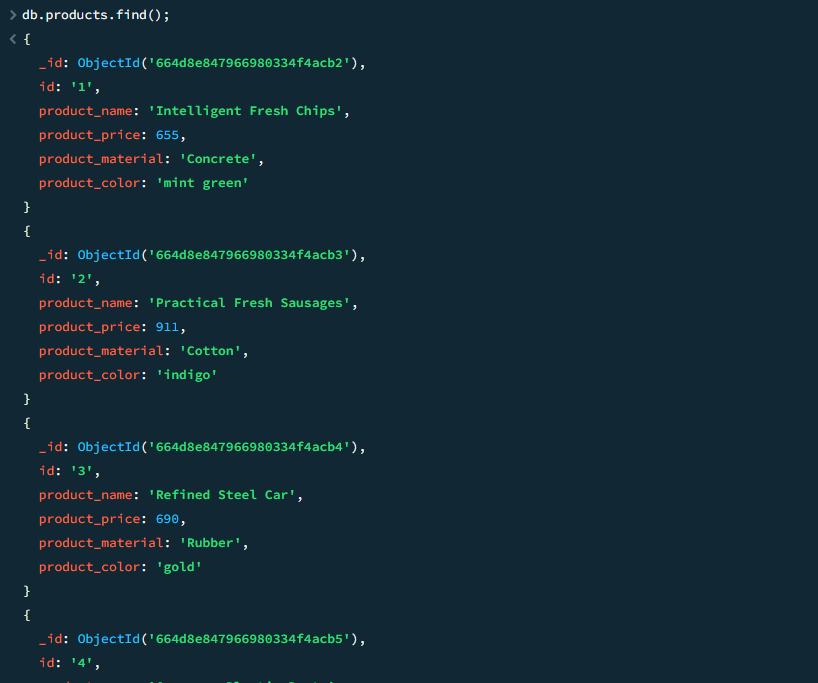 > db.products.find();
< {
_id: ObjectId('664d8e847966980334f4acb2'),
id: '1',
product_name: 'Intelligent Fresh Chips',
product_price: 655,
product_material: 'Concrete',
product_color: 'mint green'
}
{
_id: ObjectId('664d8e847966980334f4acb3'),
id: '2',
product_name: 'Practical Fresh Sausages',
product_price: 911,
product_material: 'Cotton',
product_color: 'indigo'
}
{
_id: ObjectId('664d8e847966980334f4acb4'),
id: '3',
product_name: 'Refined Steel Car',
product_price: 690,
product_material: 'Rubber',
product_color: 'gold'
}
{
_id: ObjectId('664d8e847966980334f4acb5'),
id: '4',